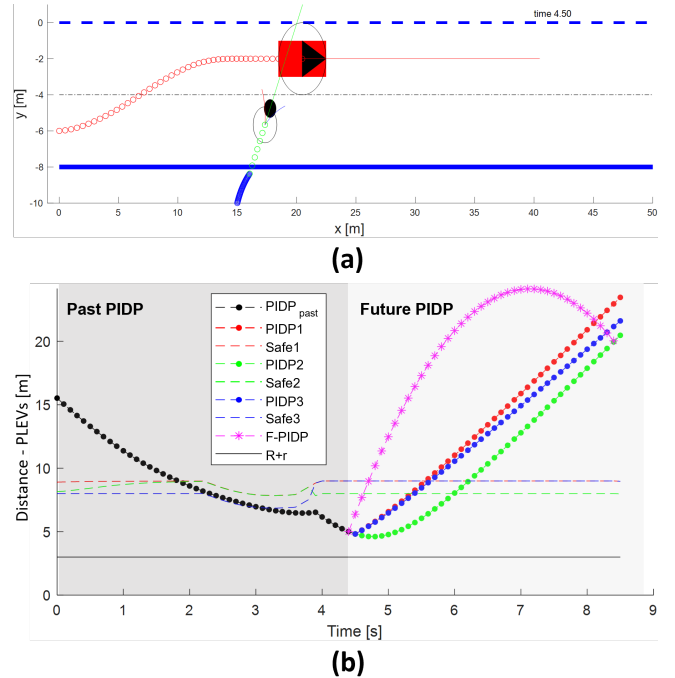 time 4.50
0
-2
-4
-6
-8
-10
y [m]
0 5 10 15 20 25 30 35 40 45 50
x [m]
(a)
Past PIDP
Future PIDP
PIDP past
PIDP1
Safe1
PIDP2
Safe2
PIDP3
Safe3
F-PIDP
R+r
20
15
10
5
0
Distance - PLEVs [m]
0 1 2 3 4 5 6 7 8 9
Time [s]
(b)